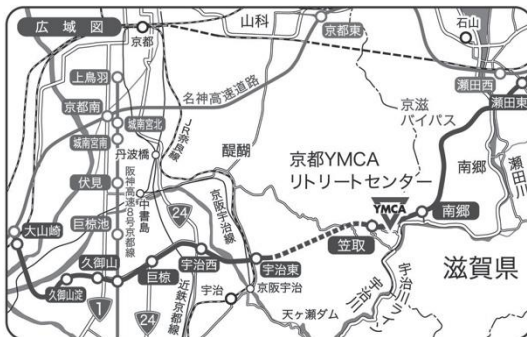 広域図
京都
山科
京都東
石山
瀬田西
瀬田東
上鳥羽
名神高速道路
京都南
城南宮北
城南宮南
JR奈良線
丹波橋
醍醐
京滋
バイパス
京都YMCA
リトリートセンター
YMCA
南郷
瀬田川
伏見
阪神高速8号京都線
中書島
24
京阪宇治線
大山崎
巨椋池
久御山
久御山淀
巨椋
宇治西
宇治東
笠取
南郷
滋賀県
1
24
近鉄京都線
宇治
京阪宇治
天ヶ瀬ダム
宇治川
宇治川ライン